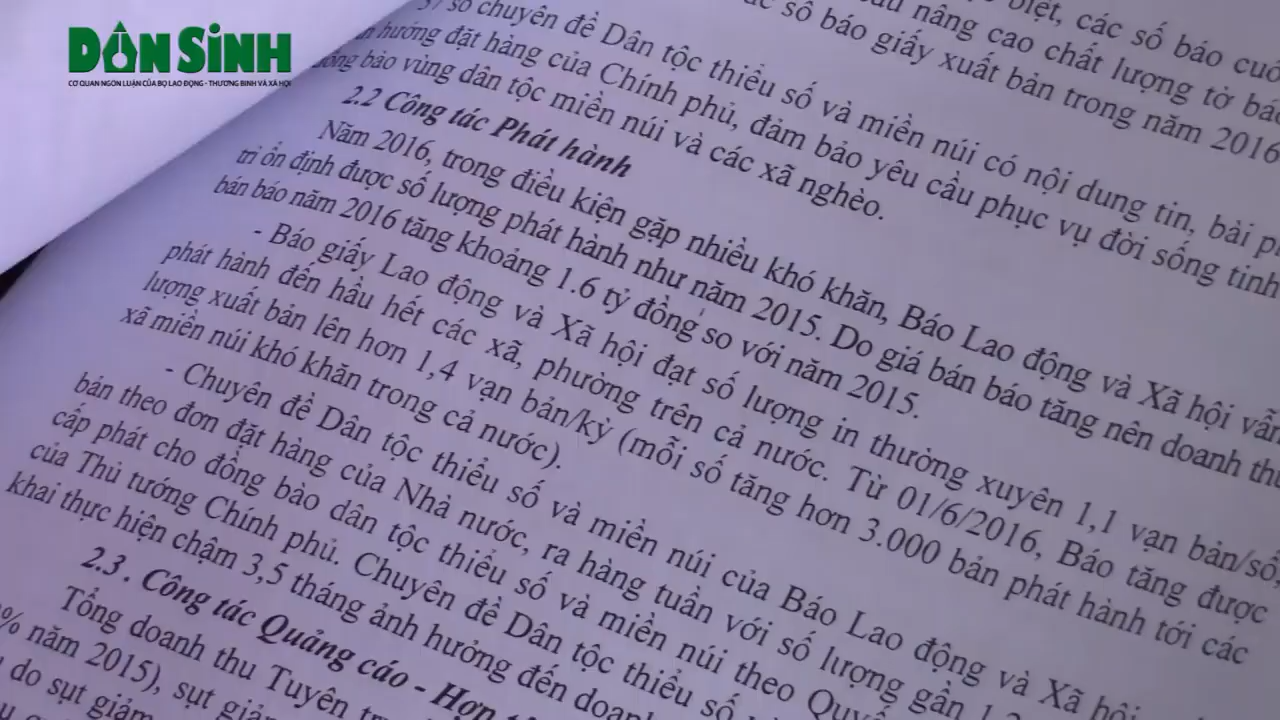 DÂN SINH
CƠ QUAN NGÔN LUẬN CỦA BỘ LAO ĐỘNG - THƯƠNG BINH VÀ XÃ HỘI
biệt, các số báo cuố
nâng cao chất lượng tờ bá
số báo giấy xuất bản trong năm 2016
số chuyên đề Dân tộc thiểu số và miền núi có nội dung tin, bài p
hướng đặt hàng của Chính phủ, đảm bảo yêu cầu phục vụ đời sống tinh
đồng bào vùng dân tộc miền núi và các xã nghèo.
2.2 Công tác Phát hành
Năm 2016, trong điều kiện gặp nhiều khó khăn, Báo Lao động và Xã hội vẫn
trì ổn định được số lượng phát hành như năm 2015. Do giá bán báo tăng nên doanh thu
bán báo năm 2016 tăng khoảng 1.6 tỷ đồng so với năm 2015.
- Báo giấy Lao động và Xã hội đạt số lượng in thường xuyên 1,1 vạn bản/số,
phát hành đến hầu hết các xã, phường trên cả nước. Từ 01/6/2016, Báo tăng được
lượng xuất bản lên hơn 1,4 vạn bản/kỳ (mỗi số tăng hơn 3.000 bản phát hành tới các
xã miền núi khó khăn trong cả nước).
- Chuyên đề Dân tộc thiểu số và miền núi của Báo Lao động và Xã hội
bản theo đơn đặt hàng của Nhà nước, ra hàng tuần với số lượng gần
cấp phát cho đồng bào dân tộc thiểu số và miền núi theo Quyế
của Thủ tướng Chính phủ. Chuyên đề Dân tộc thiểu số
khai thực hiện chậm 3,5 tháng ảnh hưởng đến doan
2.3. Công tác Quảng cáo - Hợp
Tổng doanh thu Tuyên
% năm 2015), sụt giả
do sụt giảm